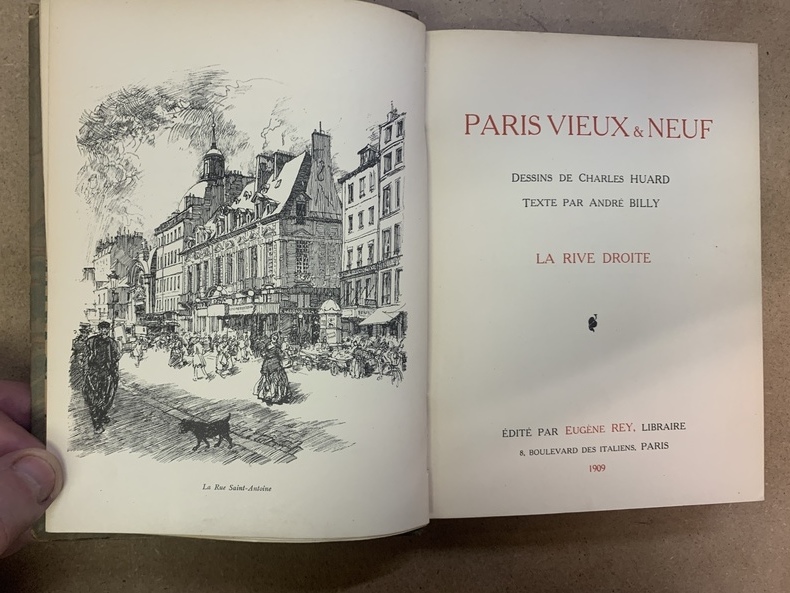 La Rue Saint-Antoine
PARIS VIEUX & NEUF
DESSINS DE CHARLES HUARD
TEXTE PAR ANDRÉ BILLY
LA RIVE DROITE
ÉDITÉ PAR EUGÈNE REY, LIBRAIRE
8, BOULEVARD DES ITALIENS, PARIS
1909